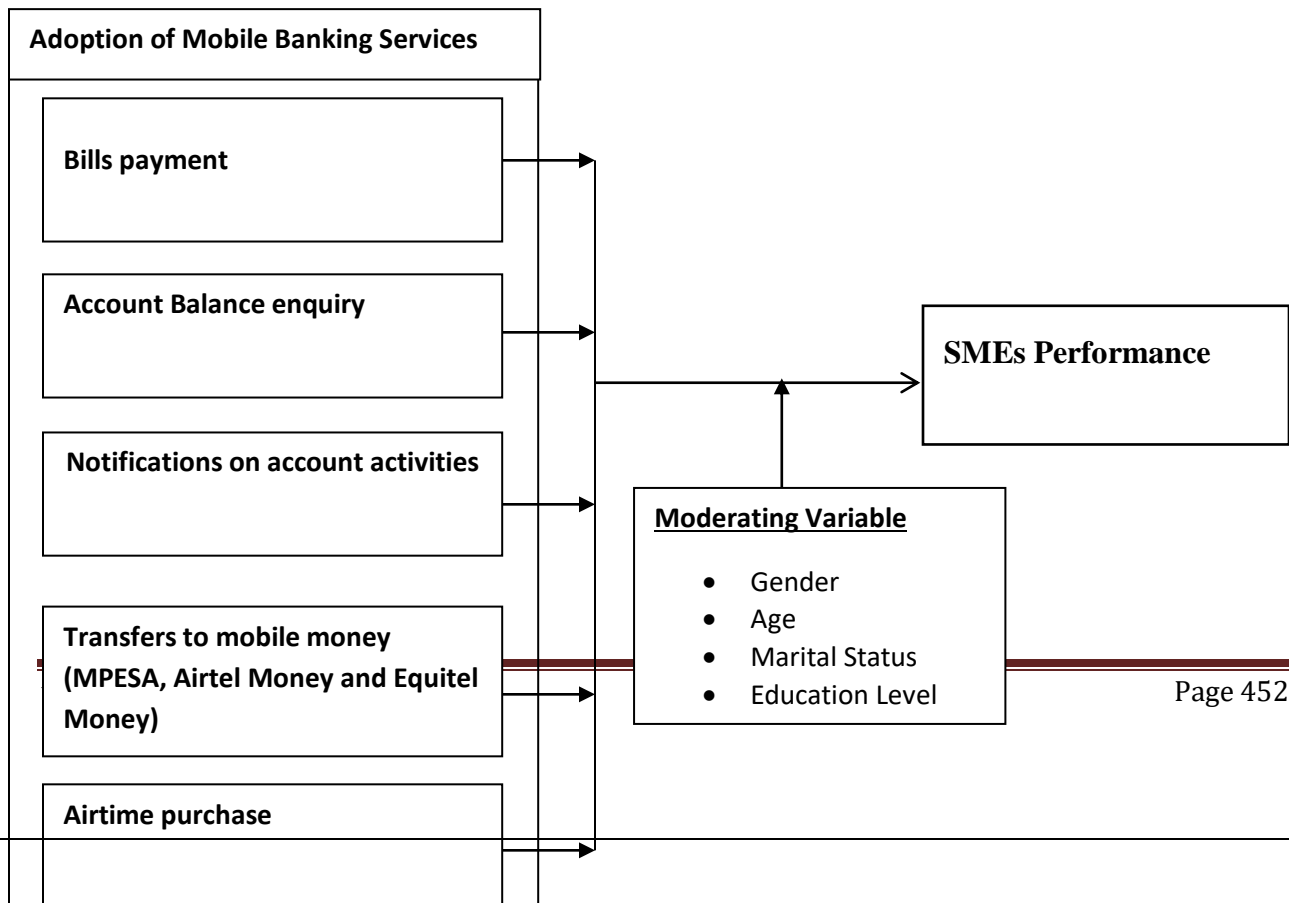 Adoption of Mobile Banking Services
Bills payment
Account Balance enquiry
Notifications on account activities
Transfers to mobile money
(MPESA, Airtel Money and Equitel
Money)
Airtime purchase
SMEs Performance
Moderating Variable
• Gender
• Age
• Marital Status
• Education Level
Page 452